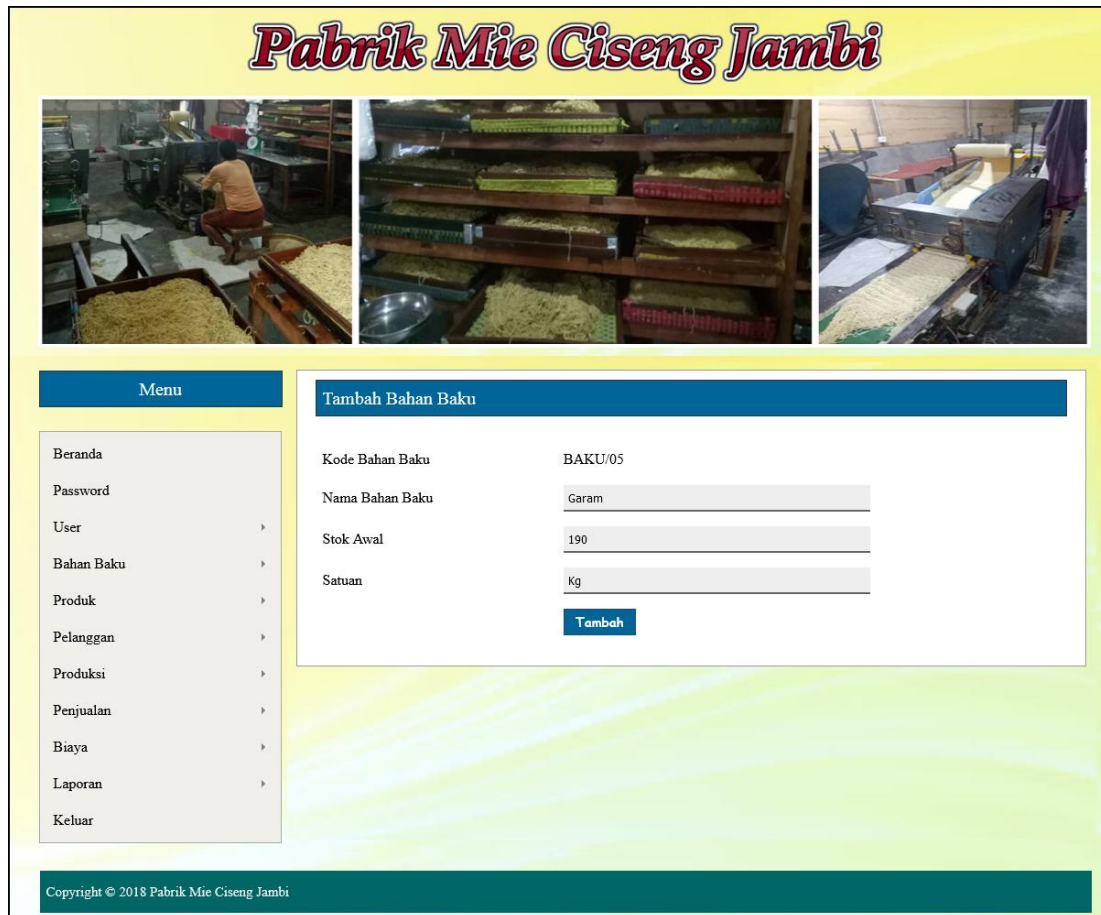 Pabrik Mie Ciseng Jambi
Menu
Beranda
Password
User
Bahan Baku
Produk
Pelanggan
Produksi
Penjualan
Biaya
Laporan
Keluar
Tambah Bahan Baku
Kode Bahan Baku BAKU/05
Nama Bahan Baku Garam
Stok Awal 190
Satuan Kg
Tambah
Copyright © 2018 Pabrik Mie Ciseng Jambi